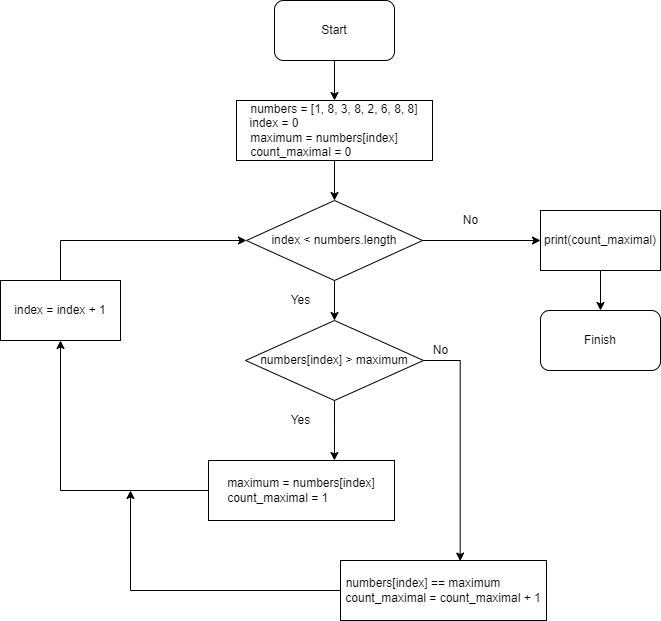 Start
numbers = [1, 8, 3, 8, 2, 6, 8, 8]
index = 0
maximum = numbers[index]
count_maximal = 0
index < numbers.length
No
print(count_maximal)
Finish
Yes
index = index + 1
numbers[index] > maximum
No
Yes
maximum = numbers[index]
count_maximal = 1
numbers[index] == maximum
count_maximal = count_maximal + 1